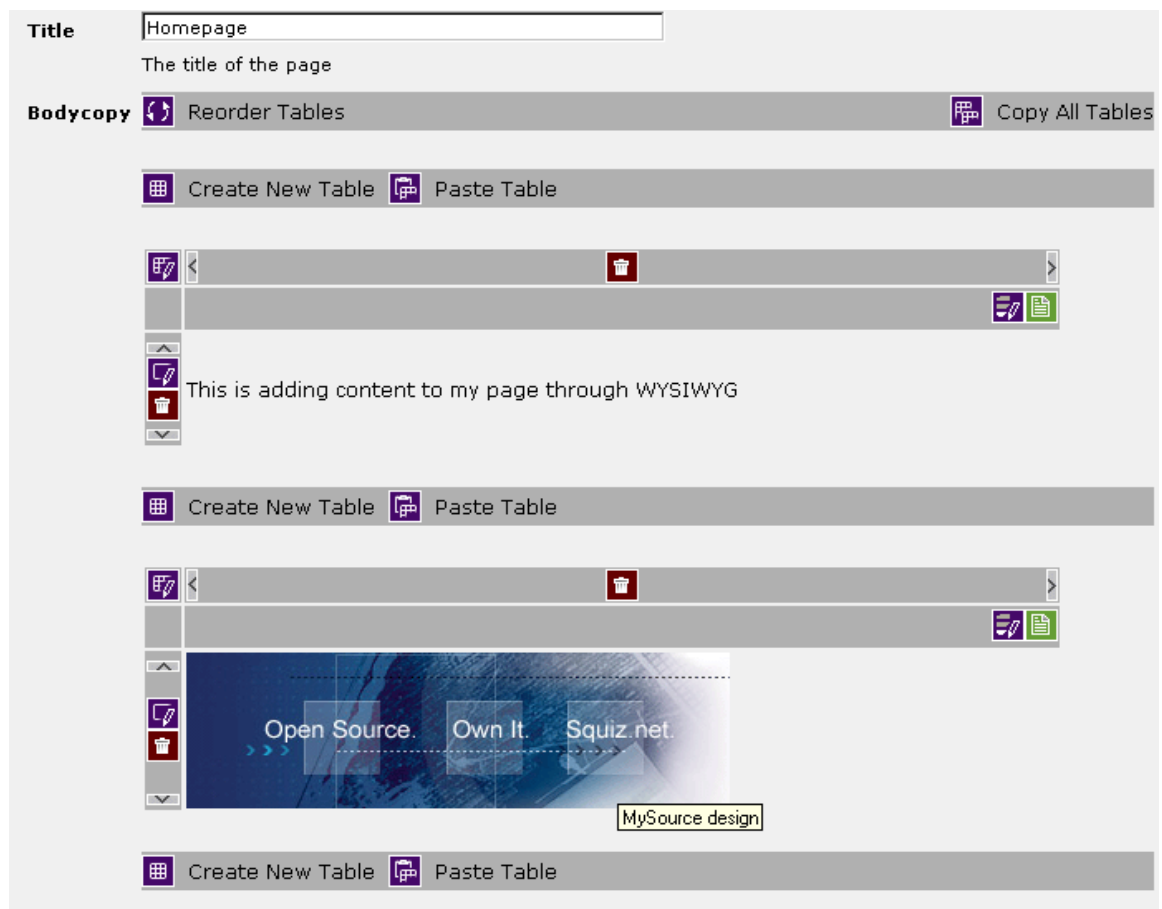 Title Homepage
The title of the page
Bodycopy Reorder Tables Copy All Tables
Create New Table Paste Table
This is adding content to my page through WYSIWYG
Create New Table Paste Table
Open Source. Own It. Squiz.net.
MySource design
Create New Table Paste Table